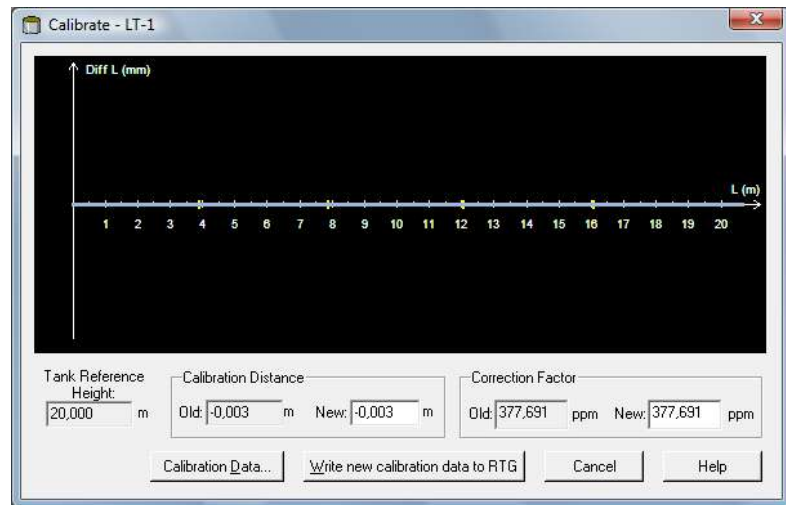 Calibrate - LT-1
Diff L (mm)
L (m)
1 2 3 4 5 6 7 8 9 10 11 12 13 14 15 16 17 18 19 20
Tank Reference
Height:
20,000 m
Calibration Distance
Old: -0,003 m New: -0,003 m
Correction Factor
Old: 377,691 ppm New: 377,691 ppm
Calibration Data... Write new calibration data to RTG Cancel Help